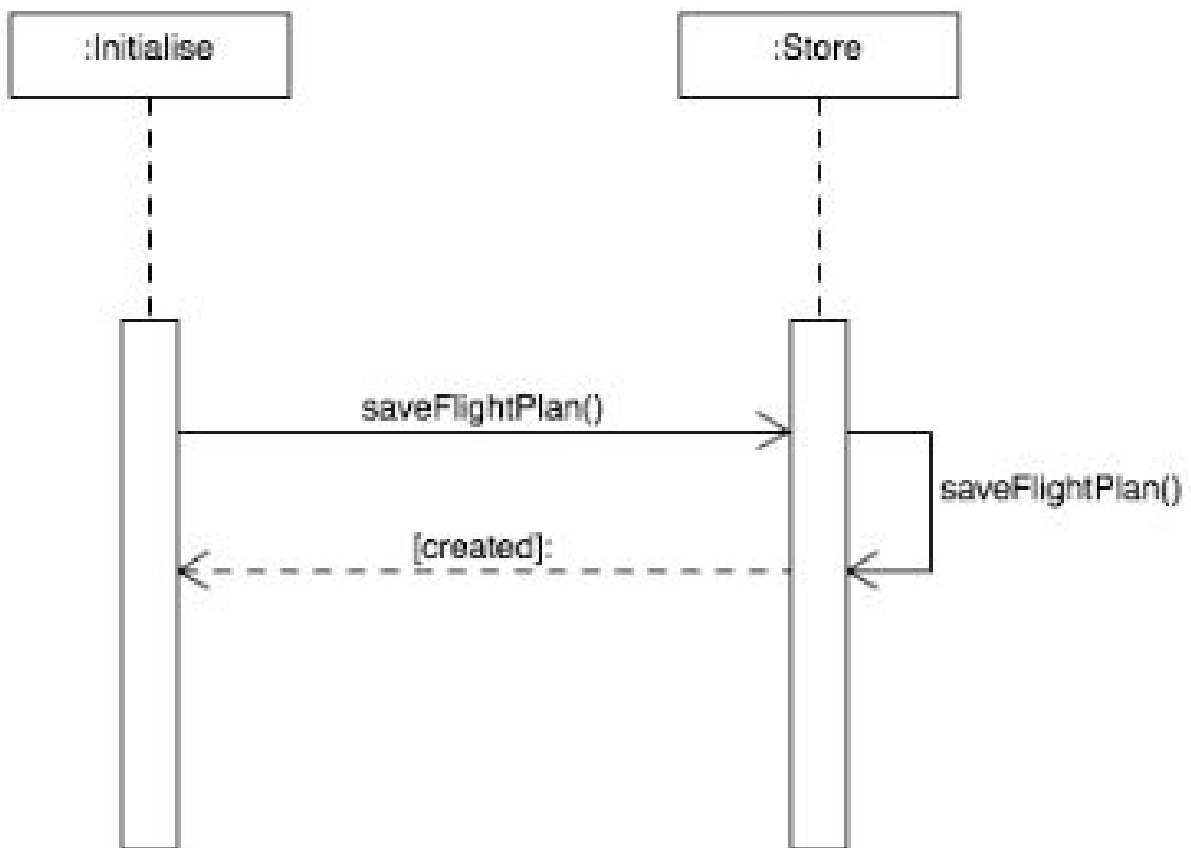 :Initialise
:Store
saveFlightPlan()
saveFlightPlan()
[created]: